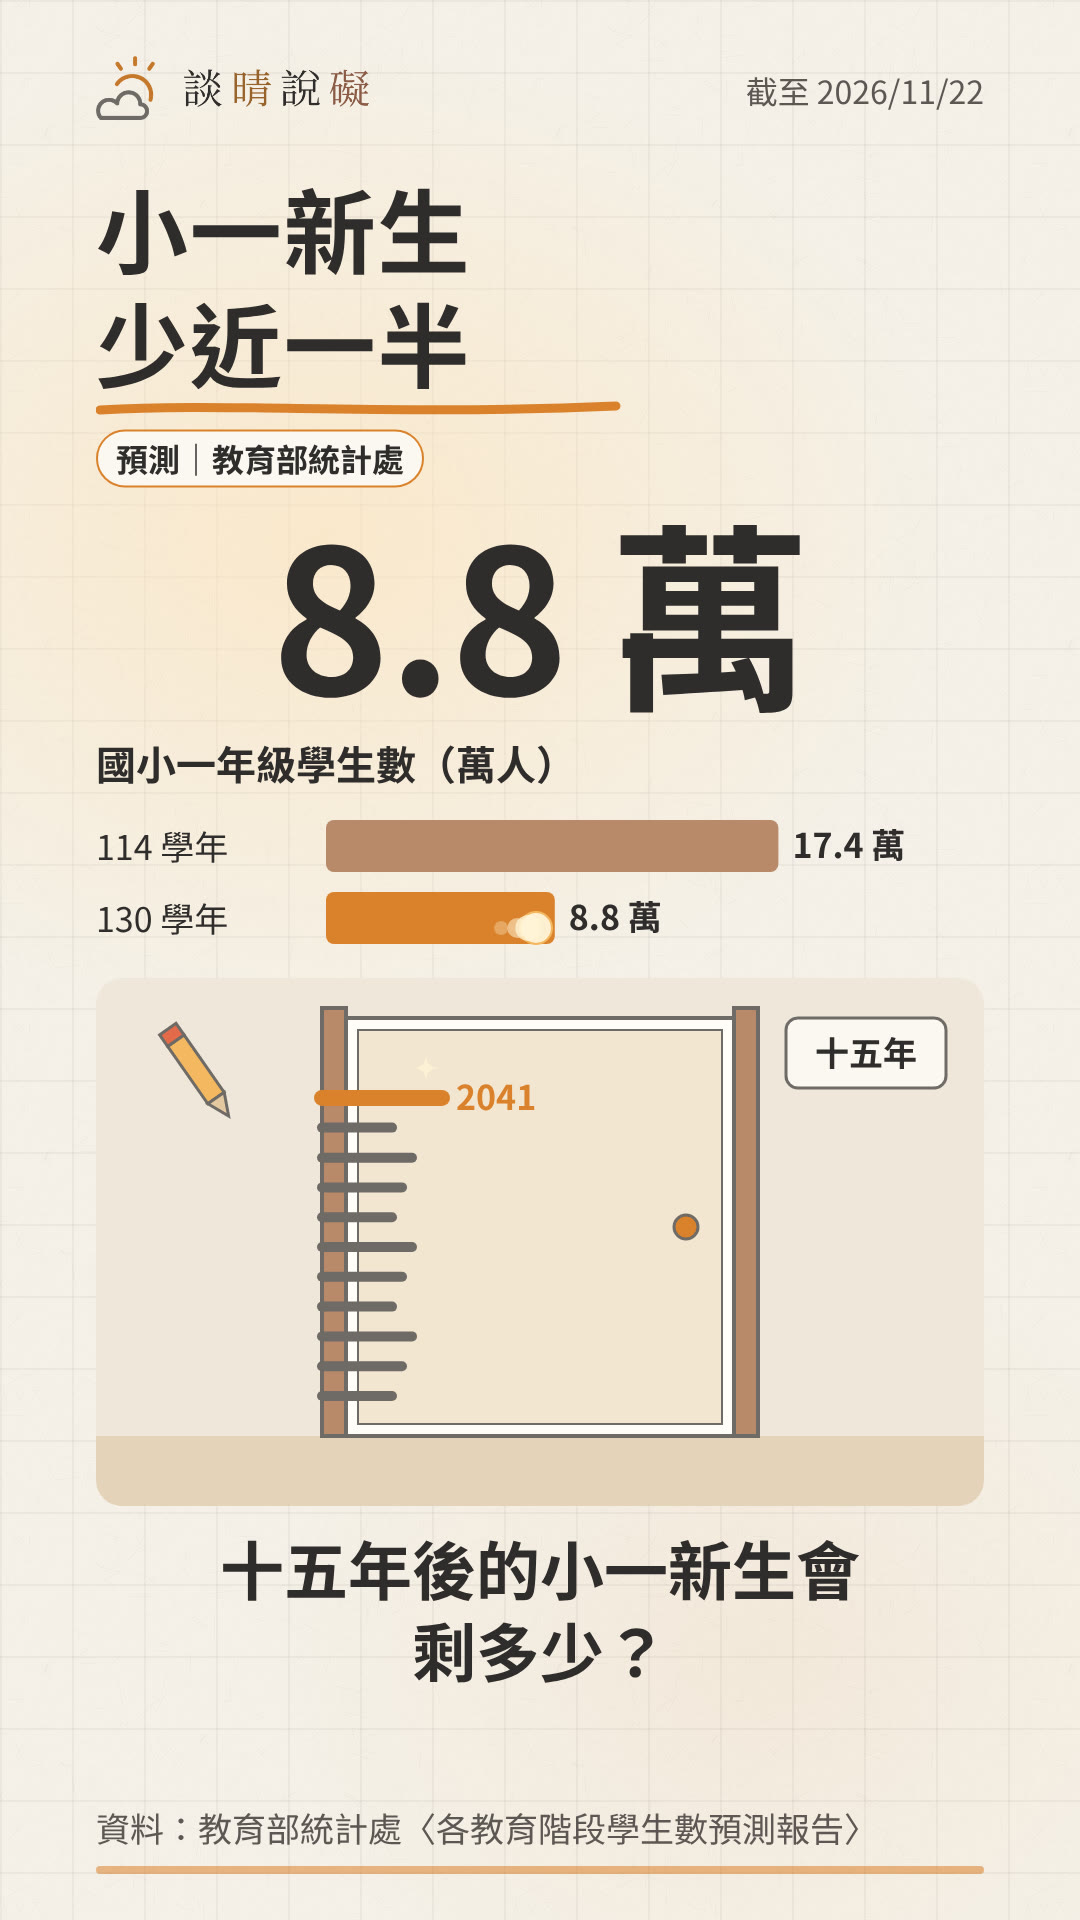 談晴說礙
截至 2026/11/22
小一新生
少近一半
預測｜教育部統計處
8.8 萬
國小一年級學生數（萬人）
114 學年
17.4 萬
130 學年
8.8 萬
十五年
2041
十五年後的小一新生會
剩多少？
資料：教育部統計處〈各教育階段學生數預測報告〉